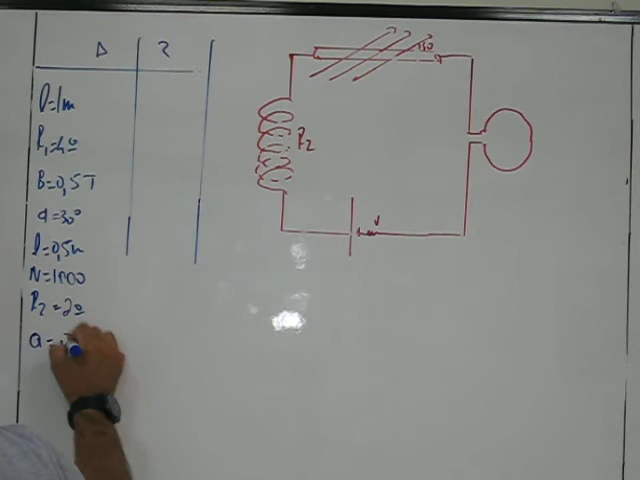 Δ Z
l=1m
R₁=4Ω
B=0,5T
α=30°
l=0,5m
N=1000
R₂=2Ω
a=
R₂
30